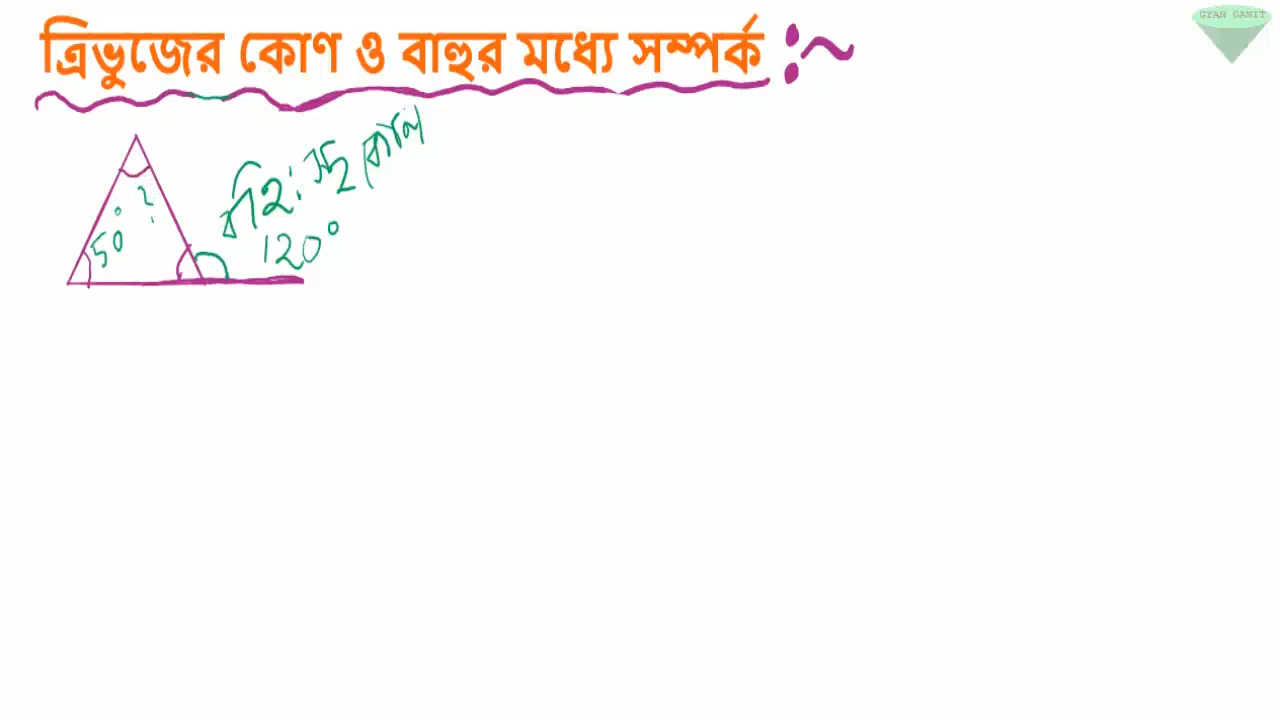 ত্রিভুজের কোণ ও বাহুর মধ্যে সম্পর্ক :~
GYAN GANIT
বহিঃস্থ কোণ
50°
?
120°